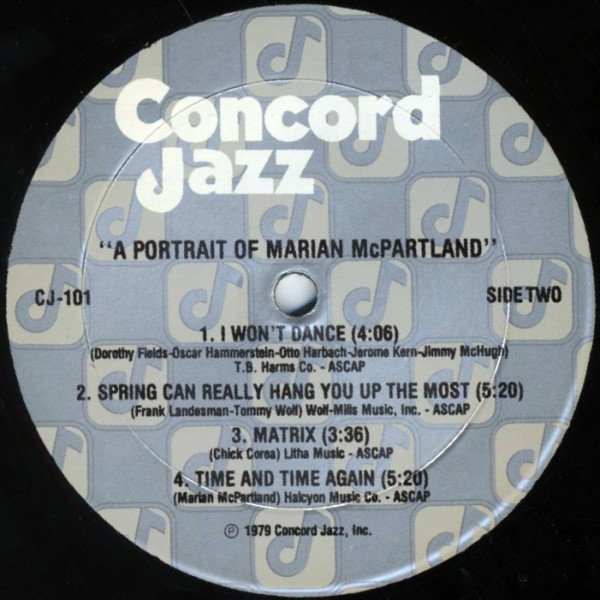 Concord
Jazz
"A PORTRAIT OF MARIAN McPARTLAND"
CJ-101
SIDE TWO
1. I WON'T DANCE (4:06)
(Dorothy Fields-Oscar Hammerstein-Otto Harbach-Jerome Kern-Jimmy McHugh)
T.B. Harms Co. - ASCAP
2. SPRING CAN REALLY HANG YOU UP THE MOST (5:20)
(Frank Landesman-Tommy Wolf) Wolf-Mills Music, Inc. - ASCAP
3. MATRIX (3:36)
(Chick Corea) Litha Music - ASCAP
4. TIME AND TIME AGAIN (5:20)
(Marian McPartland) Halcyon Music Co. - ASCAP
℗ 1979 Concord Jazz, Inc.